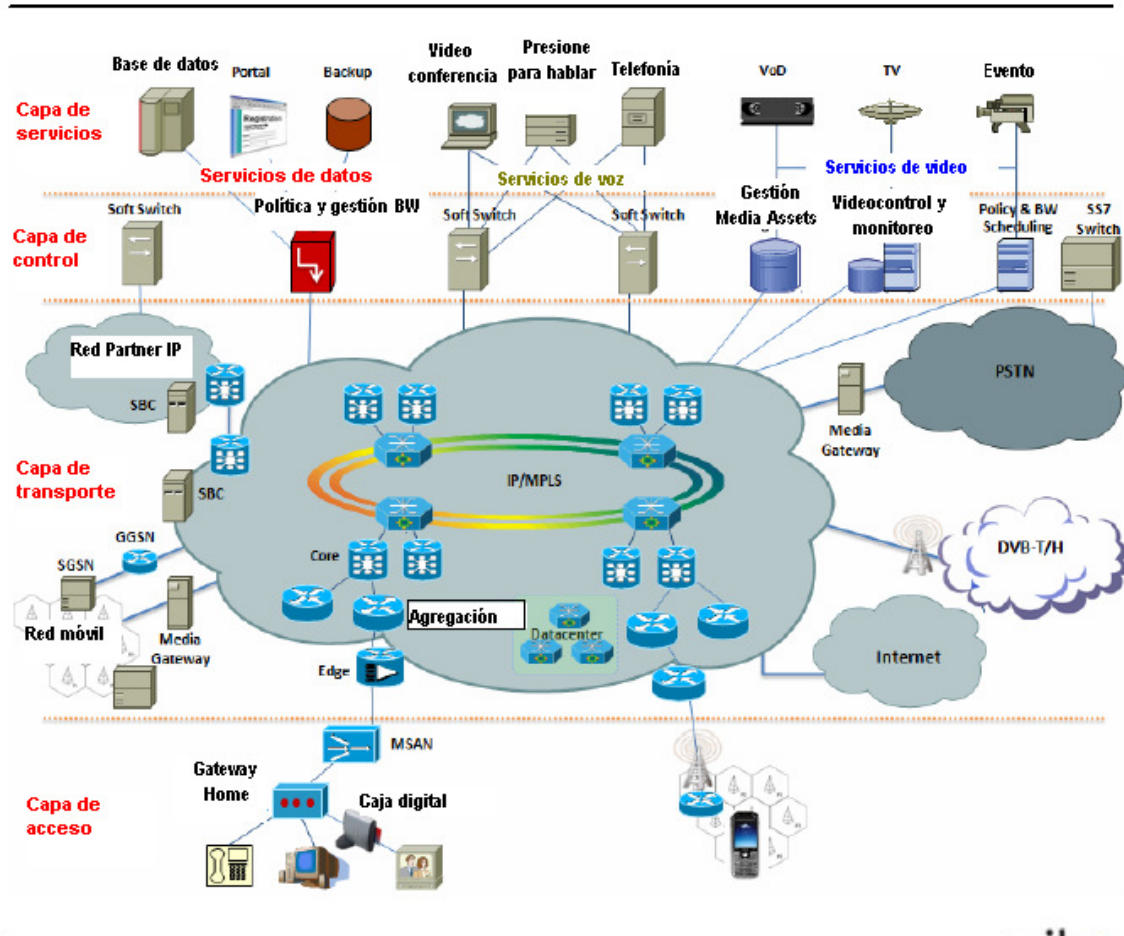 Base de datos
Portal
Backup
Video
conferencia
Presione
para hablar
Telefonía
VoD
TV
Evento
Capa de
servicios
Servicios de datos
Servicios de voz
Servicios de video
Soft Switch
Política y gestión BW
Soft Switch
Soft Switch
Gestión
Media Assets
Videocontrol y
monitoreo
Policy & BW
Scheduling
SS7
Switch
Capa de
control
Red Partner IP
SBC
PSTN
Media
Gateway
Capa de
transporte
SBC
IP/MPLS
GGSN
SGSN
Core
DVB-T/H
Red móvil
Media
Gateway
Agregación
Datacenter
Edge
Internet
MSAN
Gateway
Home
Caja digital
Capa de
acceso